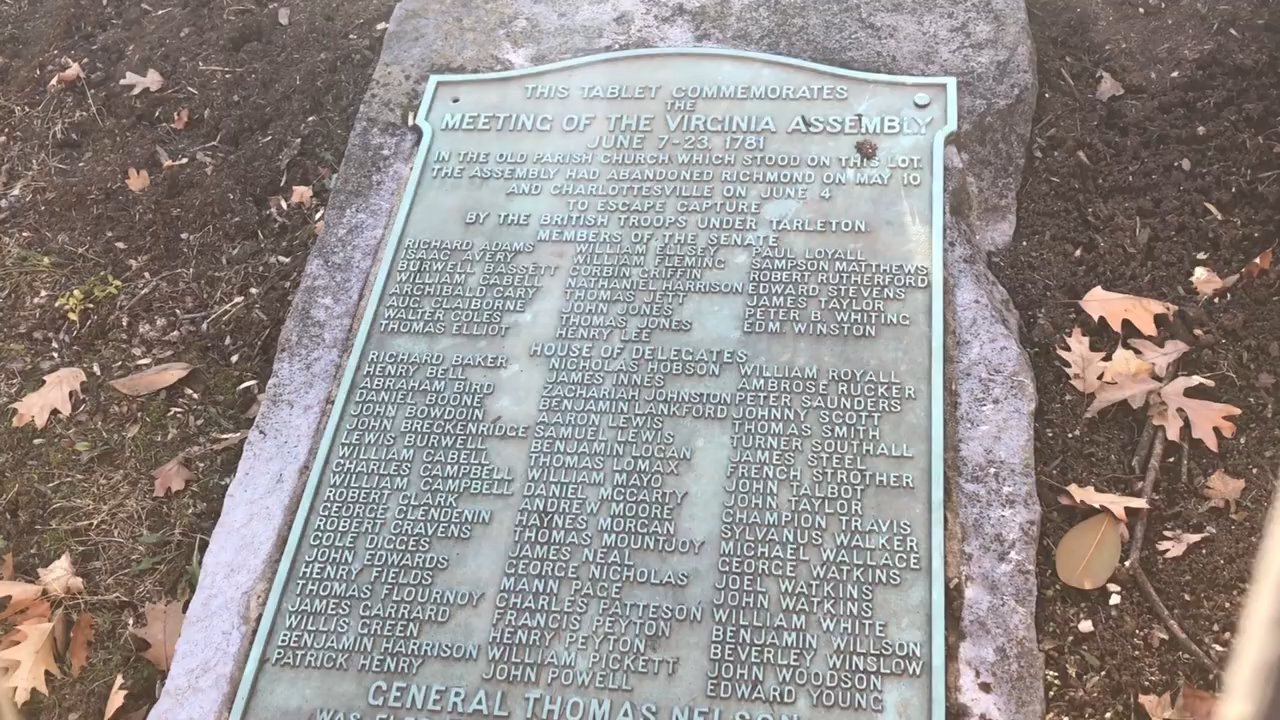 THIS TABLET COMMEMORATES
THE
MEETING OF THE VIRGINIA ASSEMBLY
JUNE 7-23, 1781
IN THE OLD PARISH CHURCH WHICH STOOD ON THIS LOT.
THE ASSEMBLY HAD ABANDONED RICHMOND ON MAY 10
AND CHARLOTTESVILLE ON JUNE 4
TO ESCAPE CAPTURE
BY THE BRITISH TROOPS UNDER TARLETON.
MEMBERS OF THE SENATE
RICHARD ADAMS
ISAAC AVERY
BURWELL BASSETT
WILLIAM CABELL
ARCHIBALD CARY
AUG. CLAIBORNE
WALTER COLES
THOMAS ELLIOT
WILLIAM ELLSEY
WILLIAM FLEMING
CORBIN GRIFFIN
NATHANIEL HARRISON
THOMAS JETT
JOHN JONES
THOMAS JONES
HENRY LEE
PAUL LOYALL
SAMPSON MATTHEWS
ROBERT RUTHERFORD
EDWARD STEVENS
JAMES TAYLOR
PETER B. WHITING
EDM. WINSTON
HOUSE OF DELEGATES
RICHARD BAKER
HENRY BELL
ABRAHAM BIRD
DANIEL BOONE
JOHN BOWDOIN
JOHN BRECKENRIDGE
LEWIS BURWELL
WILLIAM CABELL
CHARLES CAMPBELL
WILLIAM CAMPBELL
ROBERT CLARK
GEORGE CLENDENIN
ROBERT CRAVENS
COLE DIGGES
JOHN EDWARDS
HENRY FIELDS
THOMAS FLOURNOY
JAMES GARRARD
WILLIS GREEN
BENJAMIN HARRISON
PATRICK HENRY
NICHOLAS HOBSON
JAMES INNES
ZACHARIAH JOHNSTON
BENJAMIN LANKFORD
AARON LEWIS
SAMUEL LEWIS
BENJAMIN LOGAN
THOMAS LOMAX
WILLIAM MAYO
DANIEL MCCARTY
ANDREW MOORE
HAYNES MORGAN
THOMAS MOUNTJOY
JAMES NEAL
GEORGE NICHOLAS
MANN PAGE
CHARLES PATTESON
FRANCIS PEYTON
HENRY PEYTON
WILLIAM PICKETT
JOHN POWELL
WILLIAM ROYALL
AMBROSE RUCKER
PETER SAUNDERS
JOHNNY SCOTT
THOMAS SMITH
TURNER SOUTHALL
JAMES STEEL
FRENCH STROTHER
JOHN TALBOT
JOHN TAYLOR
CHAMPION TRAVIS
SYLVANUS WALKER
MICHAEL WALLACE
GEORGE WATKINS
JOEL WATKINS
JOHN WATKINS
WILLIAM WHITE
BENJAMIN WILLSON
BEVERLEY WINSLOW
JOHN WOODSON
EDWARD YOUNG
GENERAL THOMAS NELSON
WAS